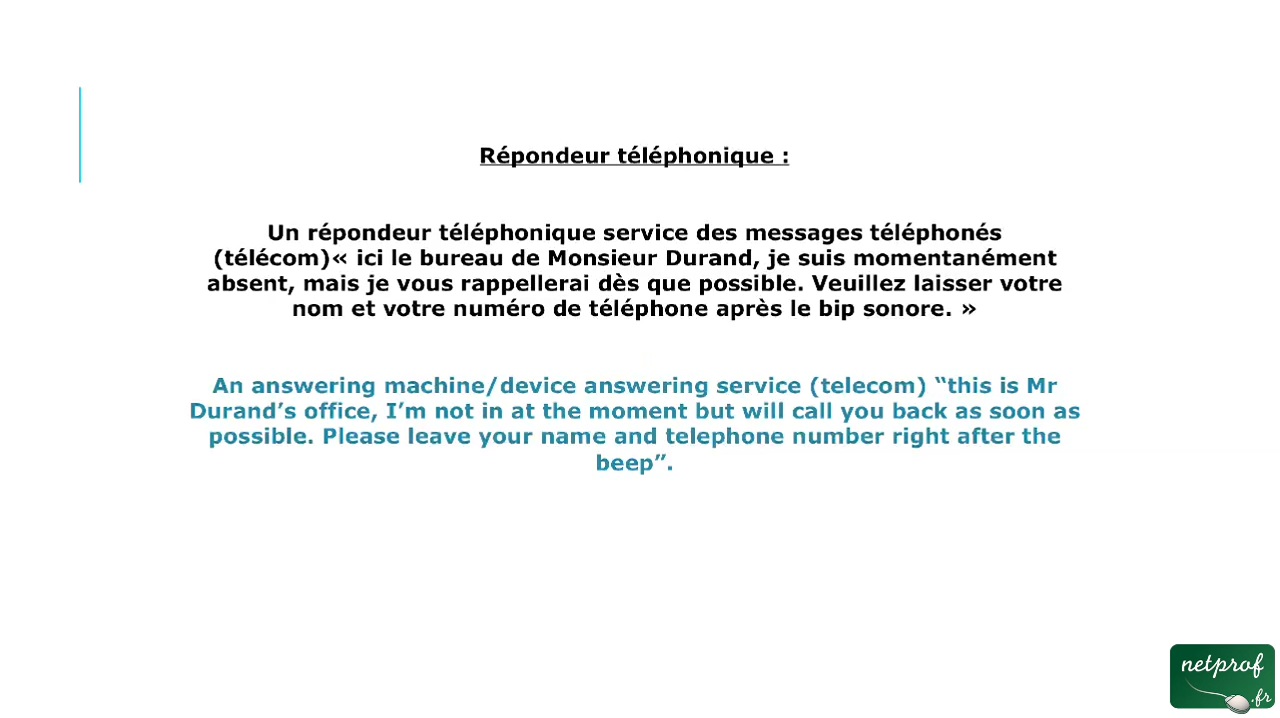 Répondeur téléphonique :
Un répondeur téléphonique service des messages téléphonés
(télécom)« ici le bureau de Monsieur Durand, je suis momentanément
absent, mais je vous rappellerai dès que possible. Veuillez laisser votre
nom et votre numéro de téléphone après le bip sonore. »
An answering machine/device answering service (telecom) “this is Mr
Durand’s office, I’m not in at the moment but will call you back as soon as
possible. Please leave your name and telephone number right after the
beep”.
netprof
.fr